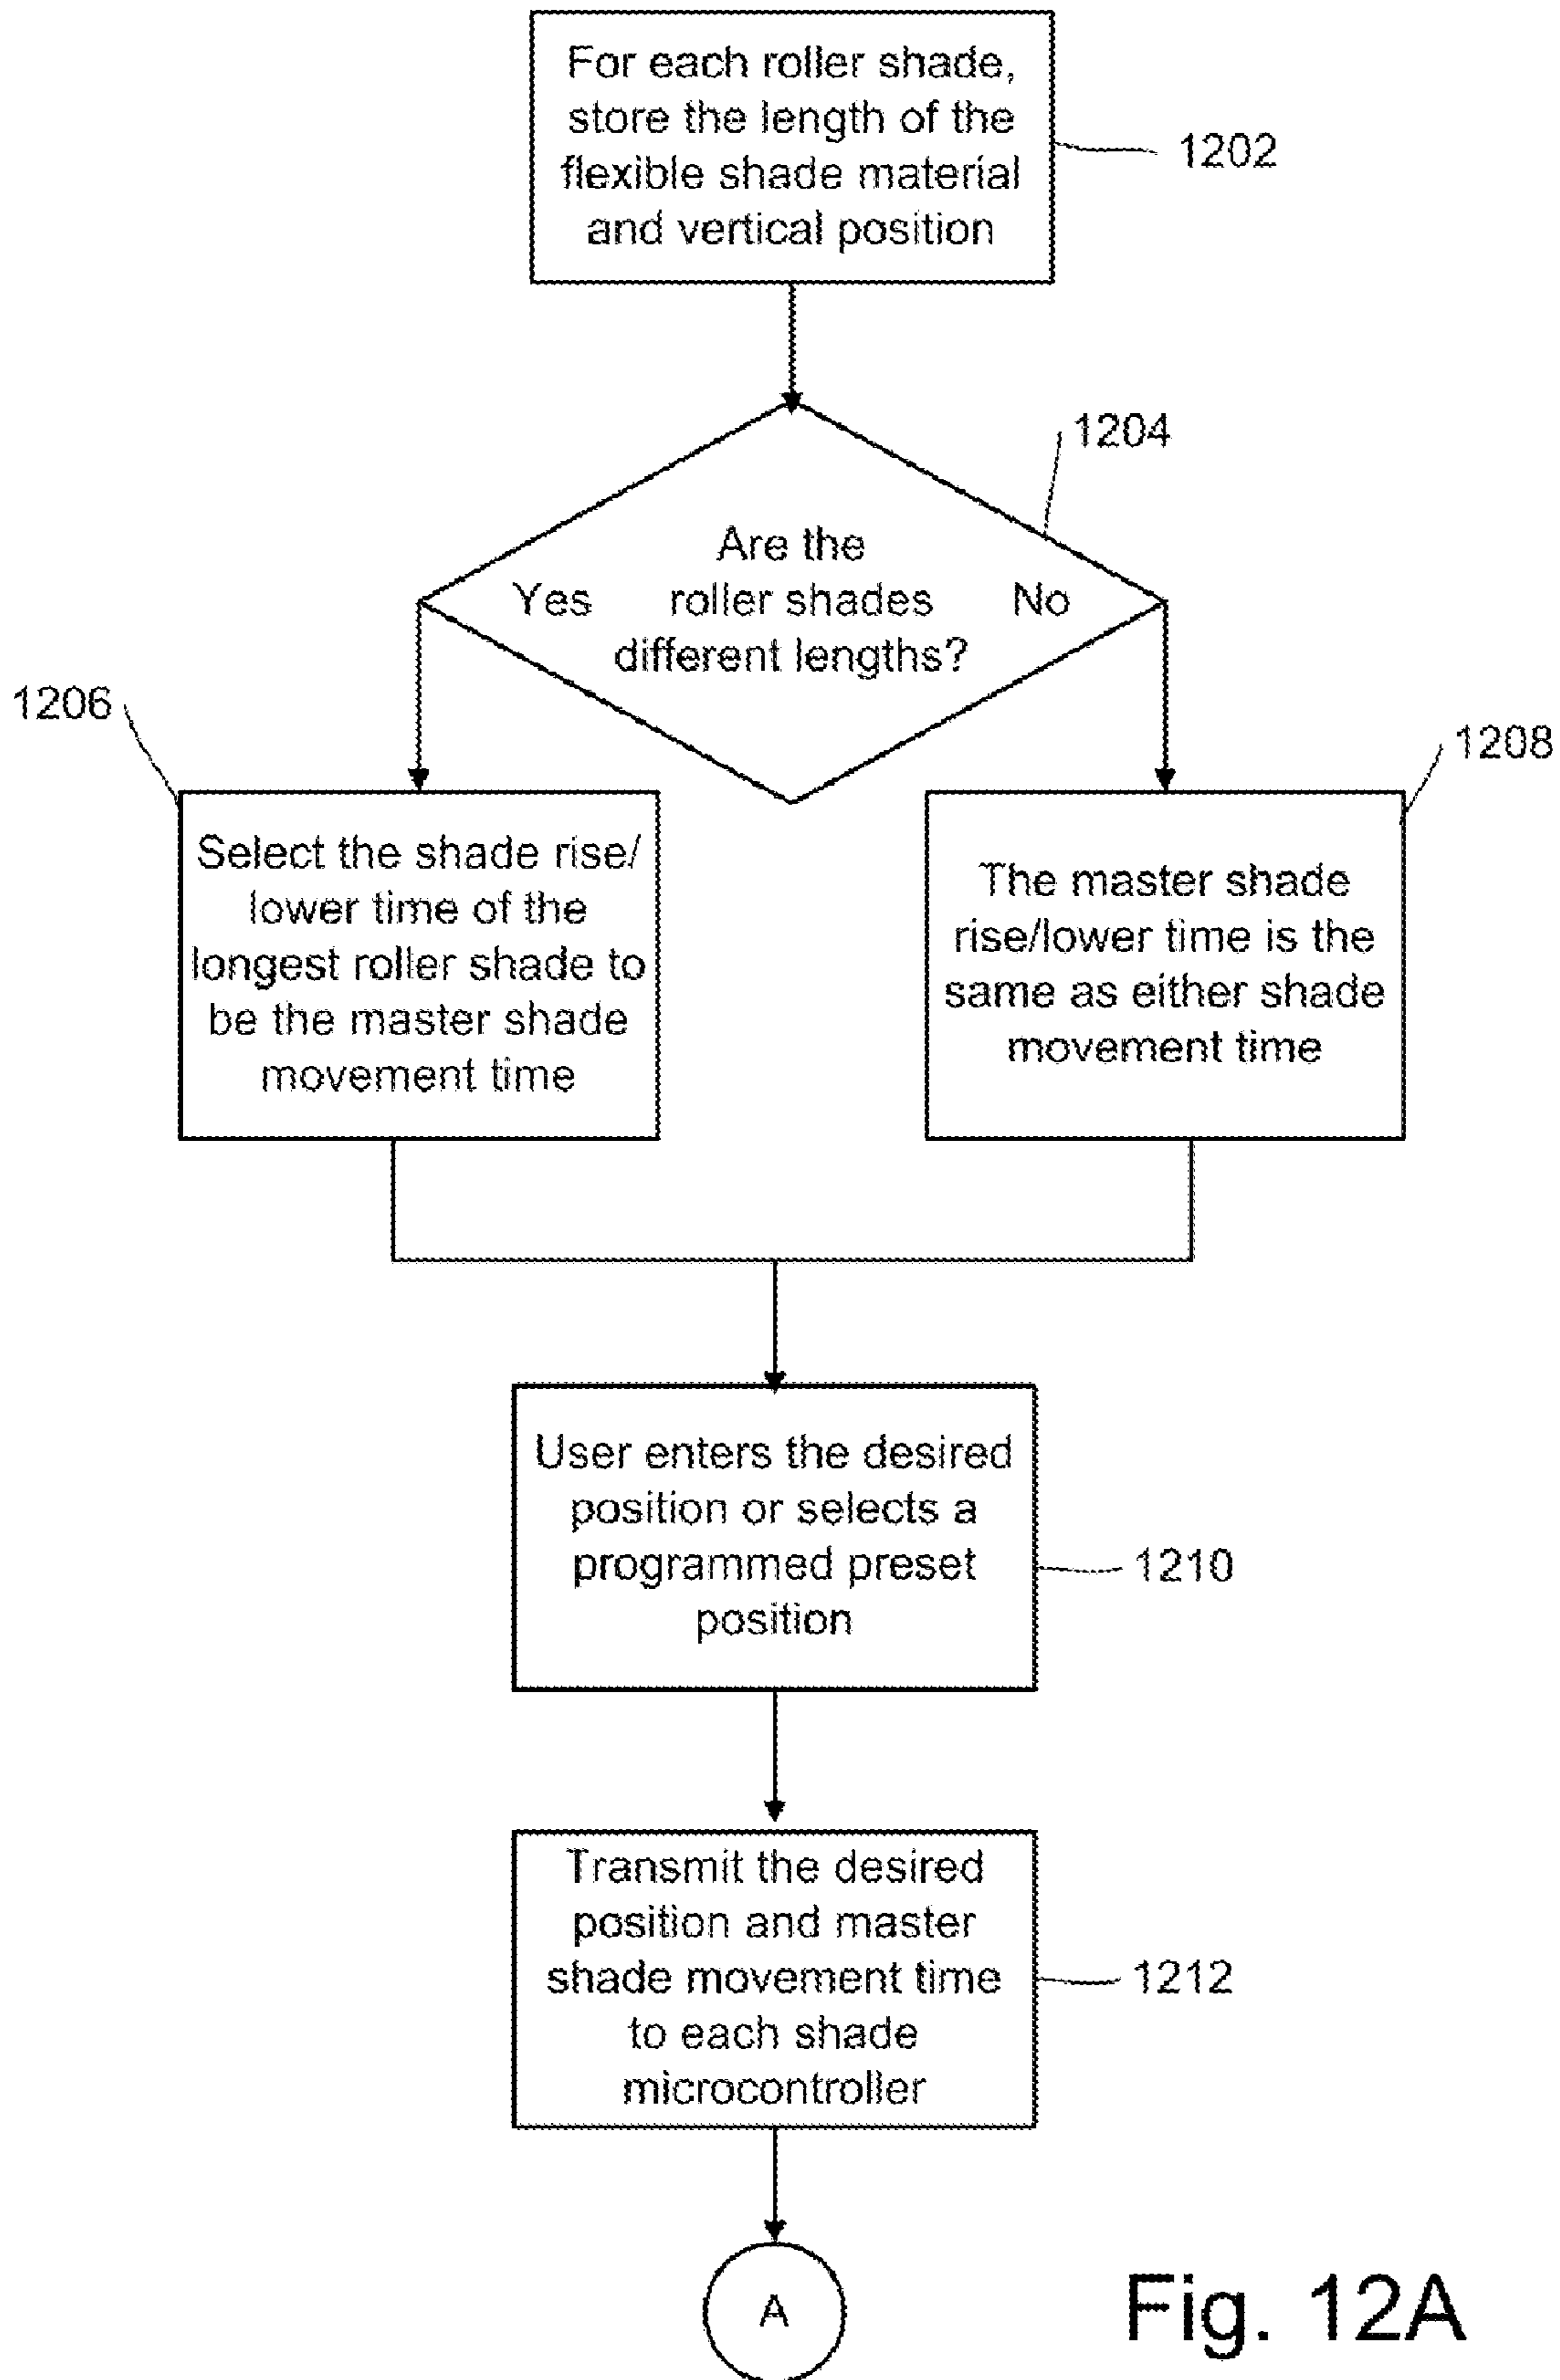 For each roller shade,
store the length of the
flexible shade material
and vertical position
1202
1204
Are the
Yes roller shades No
different lengths?
1206
1208
Select the shade rise/
lower time of the
longest roller shade to
be the master shade
movement time
The master shade
rise/lower time is the
same as either shade
movement time
User enters the desired
position or selects a
programmed preset
position
1210
Transmit the desired
position and master
shade movement time
to each shade
microcontroller
1212
A
Fig. 12A